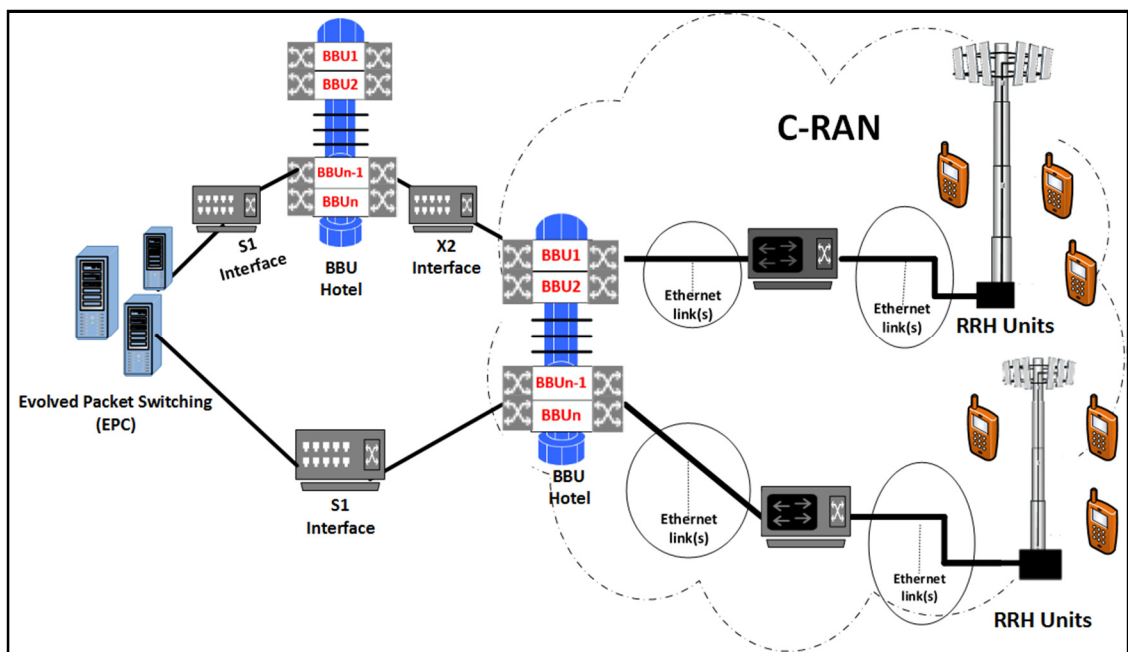 BBU1
BBU2
BBUn-1
BBUn
S1
Interface
BBU
Hotel
X2
Interface
C-RAN
BBU1
BBU2
BBUn-1
BBUn
BBU
Hotel
Ethernet
link(s)
Ethernet
link(s)
RRH Units
Evolved Packet Switching
(EPC)
S1
Interface
Ethernet
link(s)
Ethernet
link(s)
RRH Units